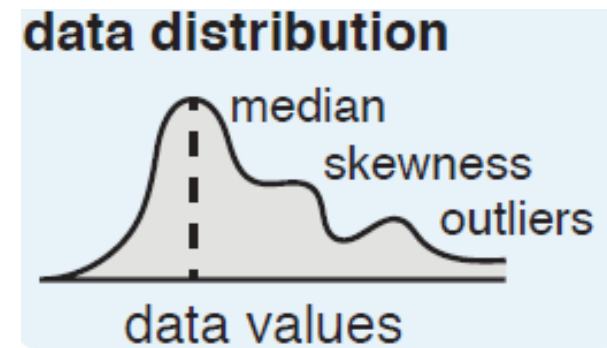 data distribution
median
skewness
outliers
data values